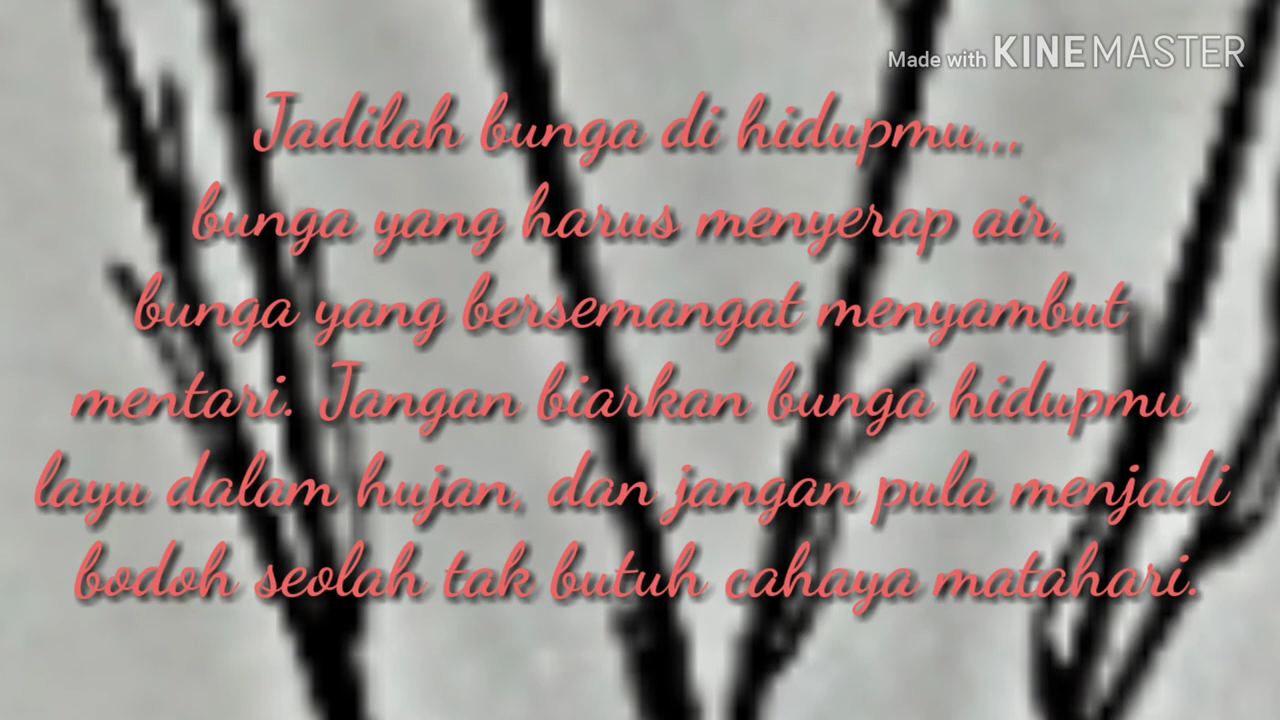 Made with KINEMASTER
Jadilah bunga di hidupmu,,,
bunga yang harus menyerap air,
bunga yang bersemangat menyambut
mentari. Jangan biarkan bunga hidupmu
layu dalam hujan, dan jangan pula menjadi
bodoh seolah tak butuh cahaya matahari.